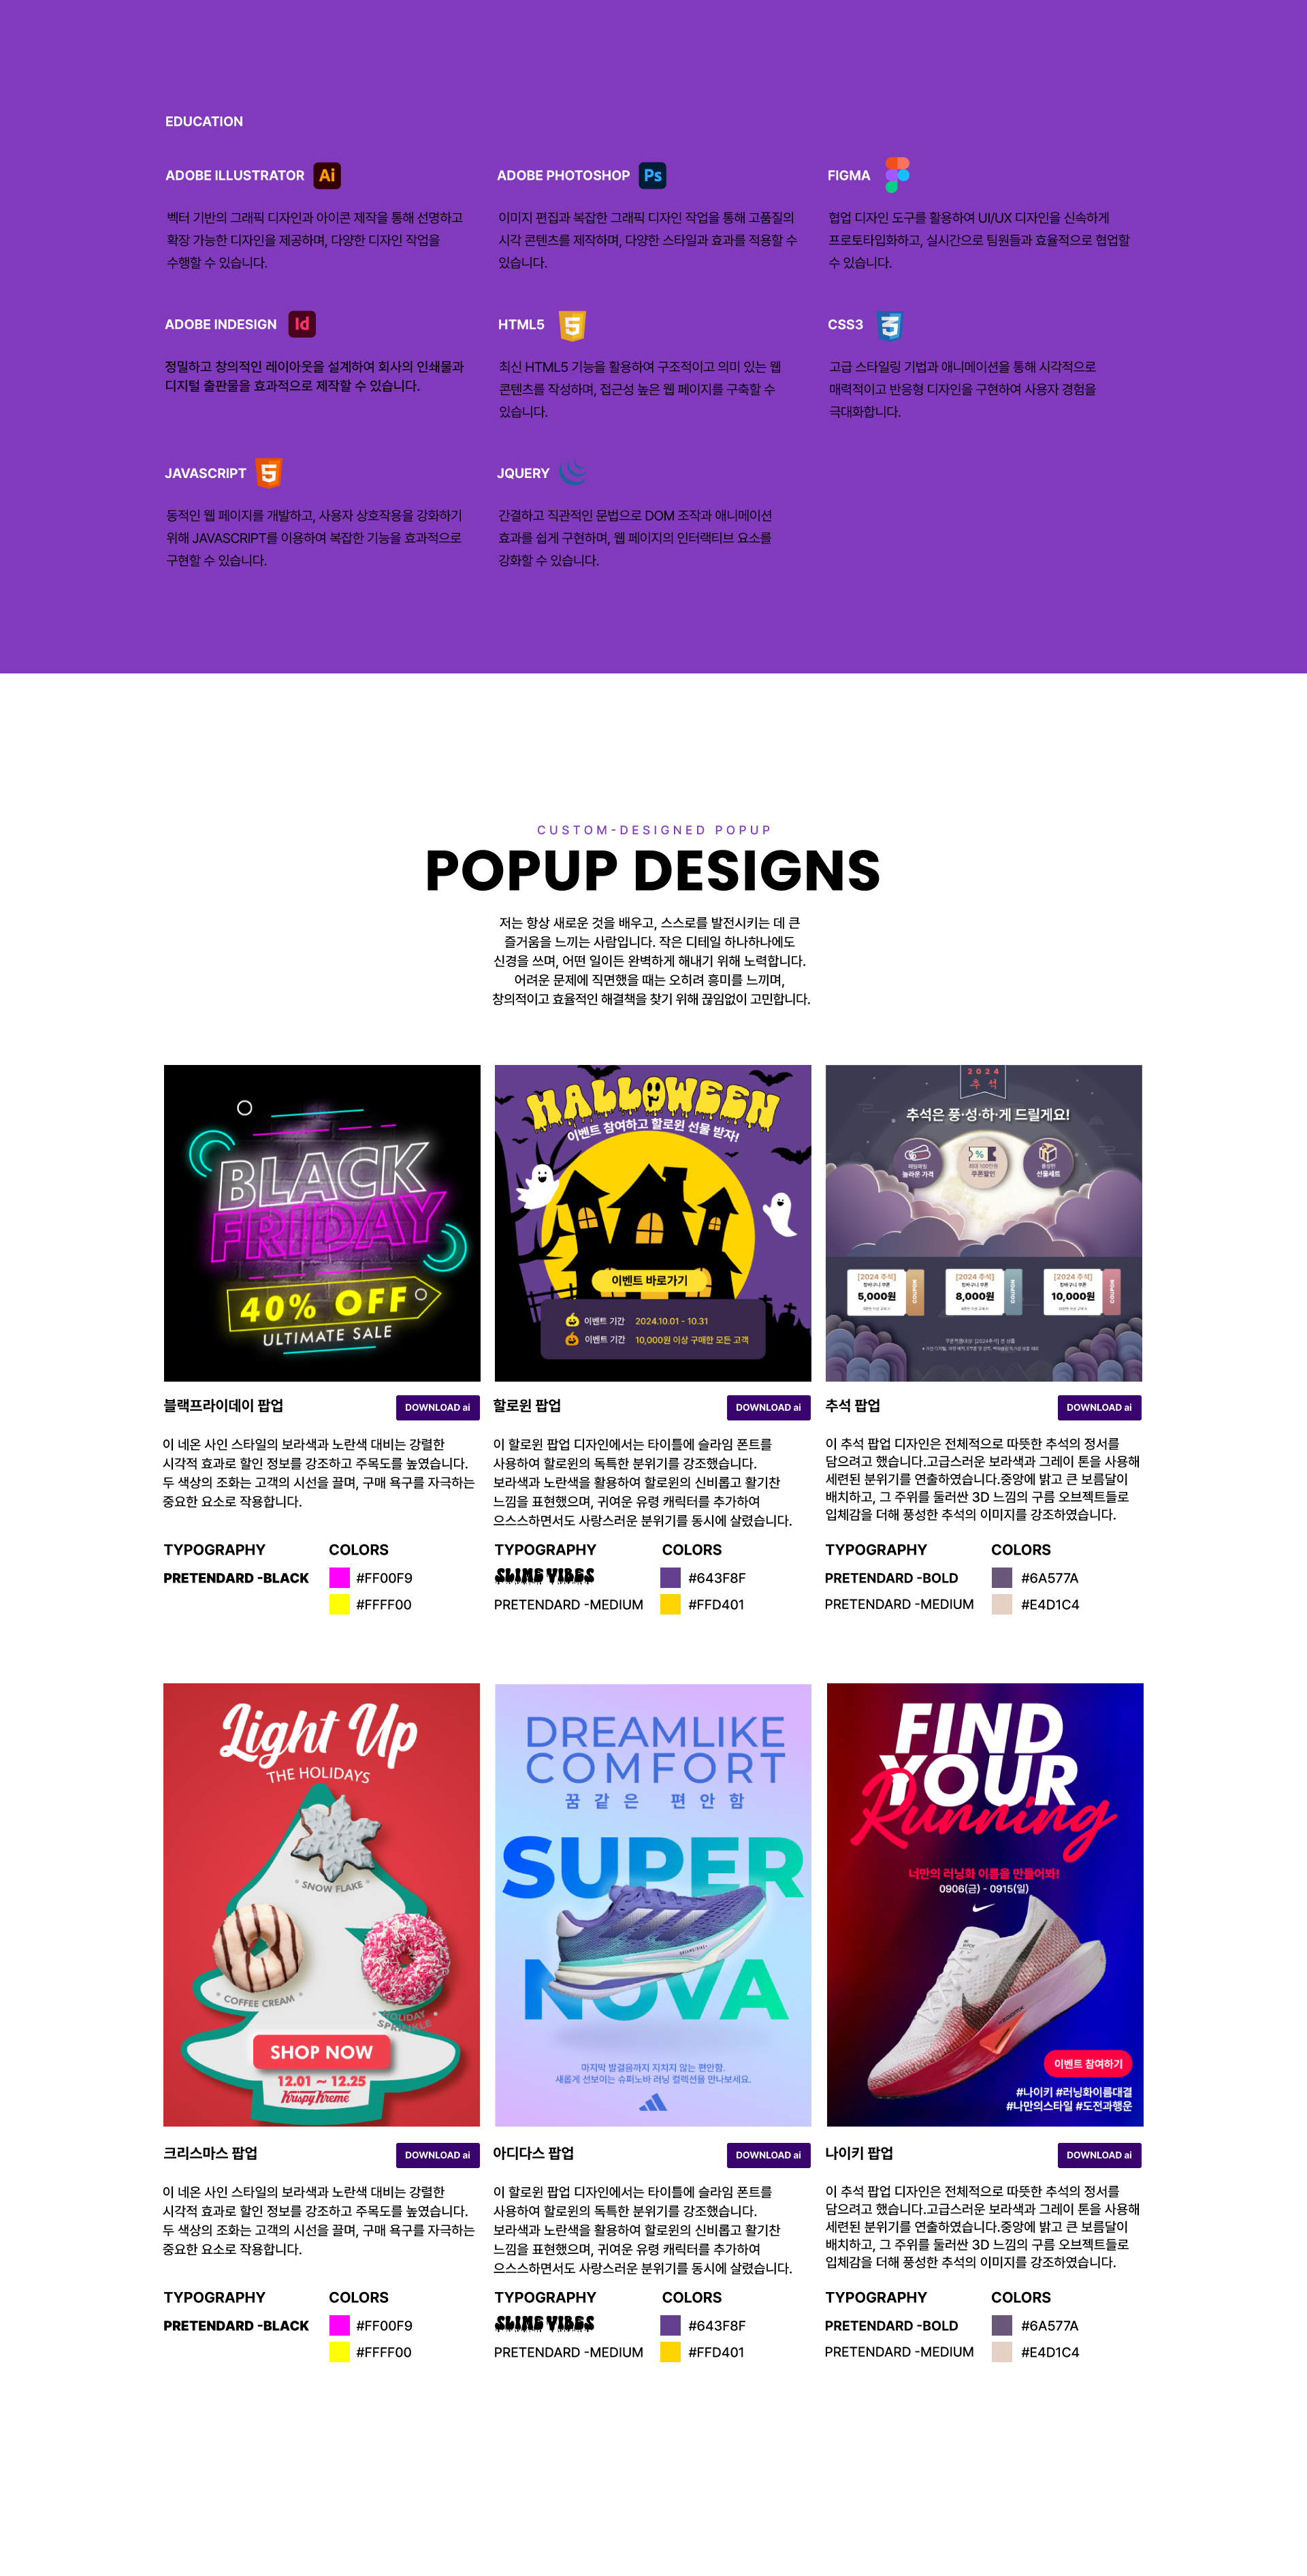 EDUCATION
ADOBE ILLUSTRATOR Ai
벡터 기반의 그래픽 디자인과 아이콘 제작을 통해 선명하고
확장 가능한 디자인을 제공하며, 다양한 디자인 작업을
수행할 수 있습니다.
ADOBE PHOTOSHOP Ps
이미지 편집과 복잡한 그래픽 디자인 작업을 통해 고품질의
시각 콘텐츠를 제작하며, 다양한 스타일과 효과를 적용할 수
있습니다.
FIGMA
협업 디자인 도구를 활용하여 UI/UX 디자인을 신속하게
프로토타입화하고, 실시간으로 팀원들과 효율적으로 협업할
수 있습니다.
ADOBE INDESIGN Id
정밀하고 창의적인 레이아웃을 설계하여 회사의 인쇄물과
디지털 출판물을 효과적으로 제작할 수 있습니다.
HTML5 5
최신 HTML5 기능을 활용하여 구조적이고 의미 있는 웹
콘텐츠를 작성하며, 접근성 높은 웹 페이지를 구축할 수
있습니다.
CSS3 3
고급 스타일링 기법과 애니메이션을 통해 시각적으로
매력적이고 반응형 디자인을 구현하여 사용자 경험을
극대화합니다.
JAVASCRIPT 5
동적인 웹 페이지를 개발하고, 사용자 상호작용을 강화하기
위해 JAVASCRIPT를 이용하여 복잡한 기능을 효과적으로
구현할 수 있습니다.
JQUERY
간결하고 직관적인 문법으로 DOM 조작과 애니메이션
효과를 쉽게 구현하며, 웹 페이지의 인터랙티브 요소를
강화할 수 있습니다.
CUSTOM-DESIGNED POPUP
POPUP DESIGNS
저는 항상 새로운 것을 배우고, 스스로를 발전시키는 데 큰
즐거움을 느끼는 사람입니다. 작은 디테일 하나하나에도
신경을 쓰며, 어떤 일이든 완벽하게 해내기 위해 노력합니다.
어려운 문제에 직면했을 때는 오히려 흥미를 느끼며,
창의적이고 효율적인 해결책을 찾기 위해 끊임없이 고민합니다.
BLACK
FRIDAY
40% OFF
ULTIMATE SALE
HALLOWEEN
이벤트 참여하고 할로윈 선물 받자!
이벤트 바로가기
이벤트 기간 2024.10.01 - 10.31
이벤트 기간 10,000원 이상 구매한 모든 고객
2024
추석
추석은 풍·성·하·게 드릴게요!
매일매일
놀라운 가격
%
최대 100만원
쿠폰할인
풍성한
선물세트
[2024 추석]
장바구니 쿠폰
5,000원
COUPON
[2024 추석]
장바구니 쿠폰
8,000원
COUPON
[2024 추석]
장바구니 쿠폰
10,000원
COUPON
블랙프라이데이 팝업
DOWNLOAD ai
이 네온 사인 스타일의 보라색과 노란색 대비는 강렬한
시각적 효과로 할인 정보를 강조하고 주목도를 높였습니다.
두 색상의 조화는 고객의 시선을 끌며, 구매 욕구를 자극하는
중요한 요소로 작용합니다.
TYPOGRAPHY
PRETENDARD -BLACK
COLORS
#FF00F9
#FFFF00
할로윈 팝업
DOWNLOAD ai
이 할로윈 팝업 디자인에서는 타이틀에 슬라임 폰트를
사용하여 할로윈의 독특한 분위기를 강조했습니다.
보라색과 노란색을 활용하여 할로윈의 신비롭고 활기찬
느낌을 표현했으며, 귀여운 유령 캐릭터를 추가하여
으스스하면서도 사랑스러운 분위기를 동시에 살렸습니다.
TYPOGRAPHY
SLIME VIBES
PRETENDARD -MEDIUM
COLORS
#643F8F
#FFD401
추석 팝업
DOWNLOAD ai
이 추석 팝업 디자인은 전체적으로 따뜻한 추석의 정서를
담으려고 했습니다.고급스러운 보라색과 그레이 톤을 사용해
세련된 분위기를 연출하였습니다.중앙에 밝고 큰 보름달이
배치하고, 그 주위를 둘러싼 3D 느낌의 구름 오브젝트들로
입체감을 더해 풍성한 추석의 이미지를 강조하였습니다.
TYPOGRAPHY
PRETENDARD -BOLD
PRETENDARD -MEDIUM
COLORS
#6A577A
#E4D1C4
Light Up
THE HOLIDAYS
SNOW FLAKE
COFFEE CREAM
HOLIDAY
SPRINKLE
SHOP NOW
12.01 ~ 12.25
Krispy Kreme
DREAMLIKE
COMFORT
꿈같은 편안함
SUPER
NOVA
마지막 발걸음까지 지치지 않는 편안함.
새롭게 선보이는 슈퍼노바 러닝 컬렉션을 만나보세요.
FIND
YOUR
Running
너만의 러닝화 이름을 만들어봐!
0906(금) - 0915(일)
이벤트 참여하기
#나이키 #러닝화이름대결
#나만의스타일 #도전과행운
크리스마스 팝업
DOWNLOAD ai
이 네온 사인 스타일의 보라색과 노란색 대비는 강렬한
시각적 효과로 할인 정보를 강조하고 주목도를 높였습니다.
두 색상의 조화는 고객의 시선을 끌며, 구매 욕구를 자극하는
중요한 요소로 작용합니다.
TYPOGRAPHY
PRETENDARD -BLACK
COLORS
#FF00F9
#FFFF00
아디다스 팝업
DOWNLOAD ai
이 할로윈 팝업 디자인에서는 타이틀에 슬라임 폰트를
사용하여 할로윈의 독특한 분위기를 강조했습니다.
보라색과 노란색을 활용하여 할로윈의 신비롭고 활기찬
느낌을 표현했으며, 귀여운 유령 캐릭터를 추가하여
으스스하면서도 사랑스러운 분위기를 동시에 살렸습니다.
TYPOGRAPHY
SLIME VIBES
PRETENDARD -MEDIUM
COLORS
#643F8F
#FFD401
나이키 팝업
DOWNLOAD ai
이 추석 팝업 디자인은 전체적으로 따뜻한 추석의 정서를
담으려고 했습니다.고급스러운 보라색과 그레이 톤을 사용해
세련된 분위기를 연출하였습니다.중앙에 밝고 큰 보름달이
배치하고, 그 주위를 둘러싼 3D 느낌의 구름 오브젝트들로
입체감을 더해 풍성한 추석의 이미지를 강조하였습니다.
TYPOGRAPHY
PRETENDARD -BOLD
PRETENDARD -MEDIUM
COLORS
#6A577A
#E4D1C4